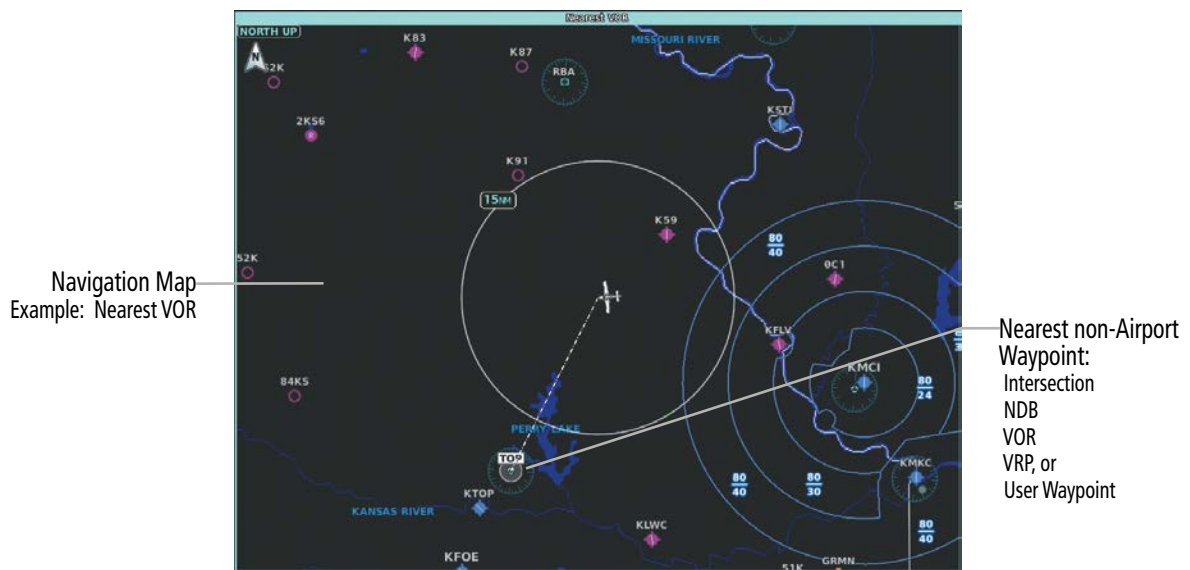 Nearest VOR
NORTH UP
N
K83
MISSOURI RIVER
K87
52K
RBA
2KS6
R
KSTJ
K91
15NM
K59
80
40
52K
0C1
Navigation Map
Example: Nearest VOR
Nearest non-Airport
Waypoint:
Intersection
NDB
VOR
VRP, or
User Waypoint
KFLV
KMCI
80
24
84KS
PERRY LAKE
TOP
KMKC
80
40
80
30
KTOP
KANSAS RIVER
KLWC
80
40
KFOE
51K
GRMN